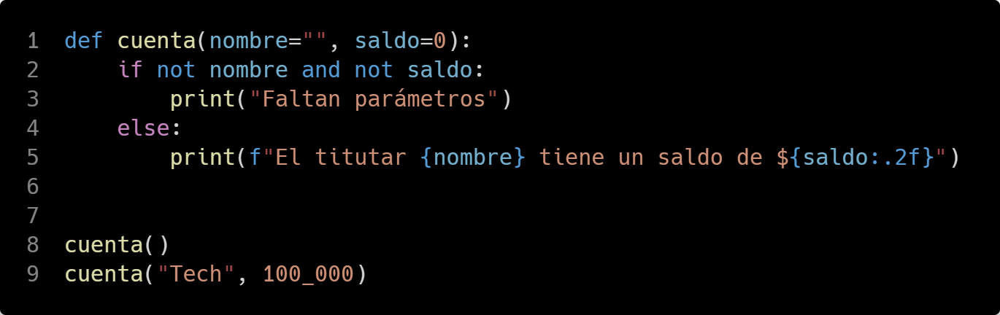 1 def cuenta(nombre="", saldo=0):
2     if not nombre and not saldo:
3         print("Faltan parámetros")
4     else:
5         print(f"El titutar {nombre} tiene un saldo de ${saldo:.2f}")
6
7
8 cuenta()
9 cuenta("Tech", 100_000)